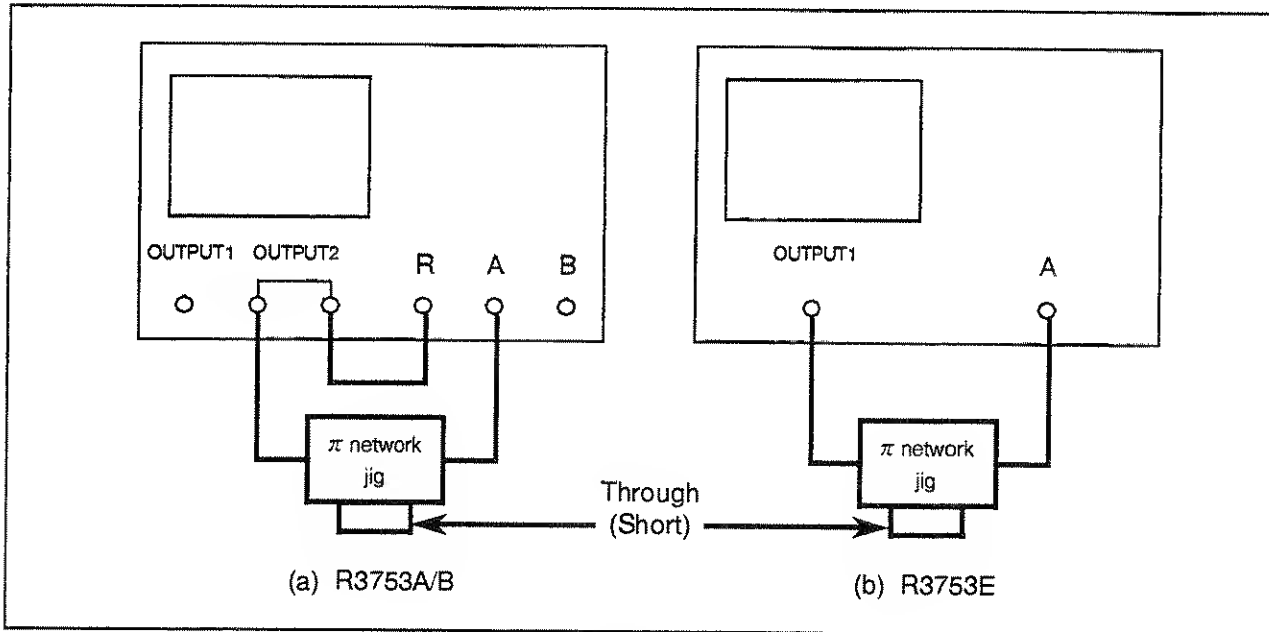 OUTPUT1 OUTPUT2
R A B
π network
jig
(a) R3753A/B
Through
(Short)
OUTPUT1
A
π network
jig
(b) R3753E